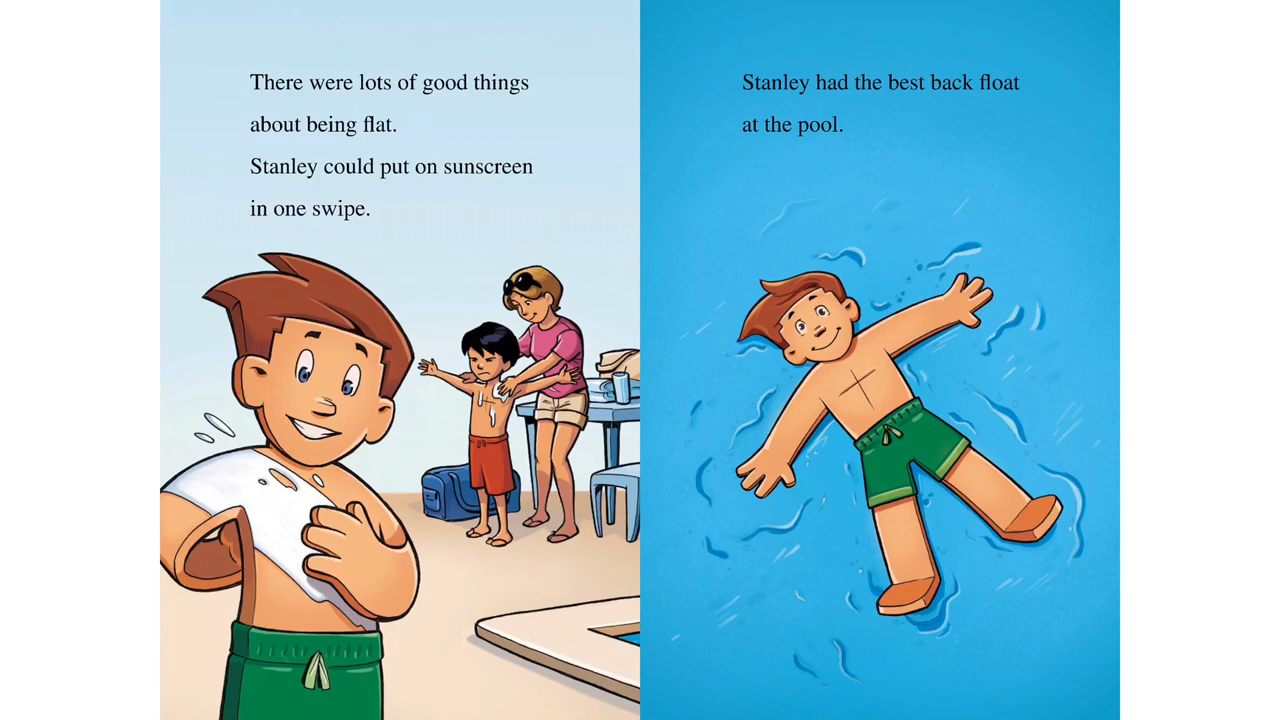 There were lots of good things
about being flat.
Stanley could put on sunscreen
in one swipe.
Stanley had the best back float
at the pool.